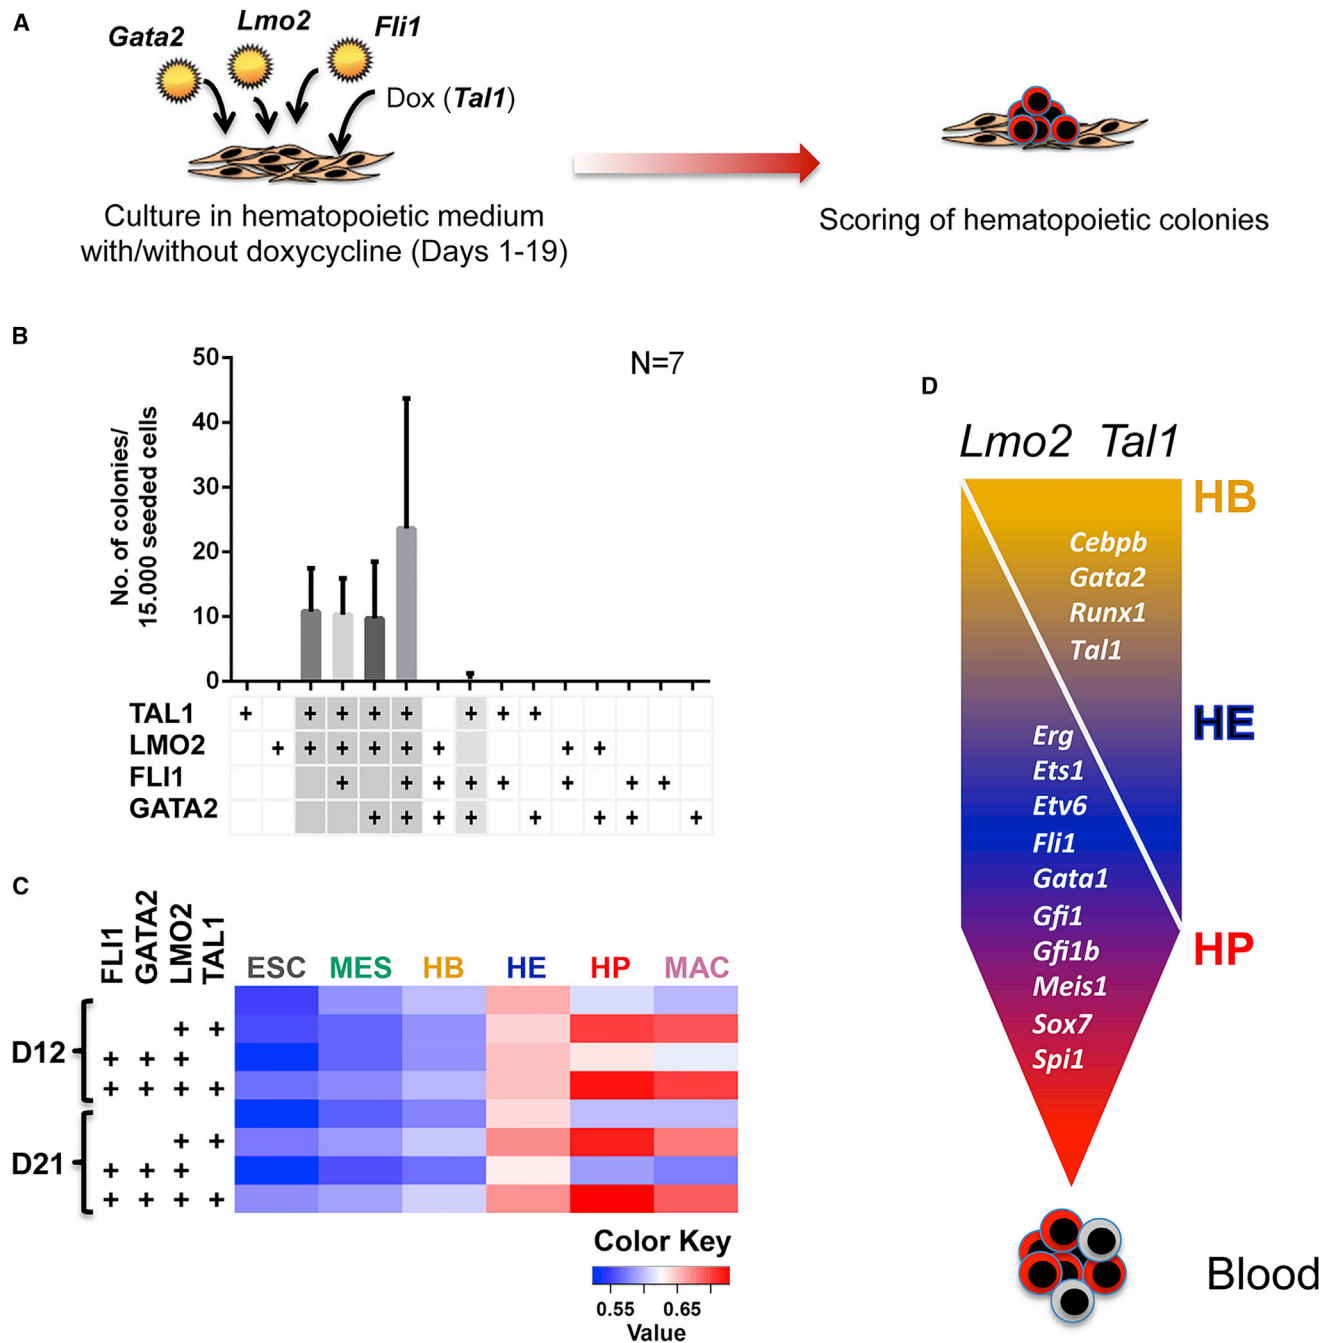 A
Gata2
Lmo2
Fli1
Dox (Tal1)
Culture in hematopoietic medium
with/without doxycycline (Days 1-19)
Scoring of hematopoietic colonies
B
No. of colonies/
15.000 seeded cells
50
40
30
20
10
0
N=7
TAL1 + + + + + + + +
LMO2 + + + + + + + +
FLI1 + + + + + + + +
GATA2 + + + + + + + +
C
FLI1 GATA2 LMO2 TAL1
ESC MES HB HE HP MAC
D12
+ +
+ + +
+ + + +
D21
+ +
+ + +
+ + + +
Color Key
0.55 0.65
Value
D
Lmo2 Tal1
HB
Cebpb
Gata2
Runx1
Tal1
HE
Erg
Ets1
Etv6
Fli1
Gata1
Gfi1
Gfi1b
HP
Meis1
Sox7
Spi1
Blood